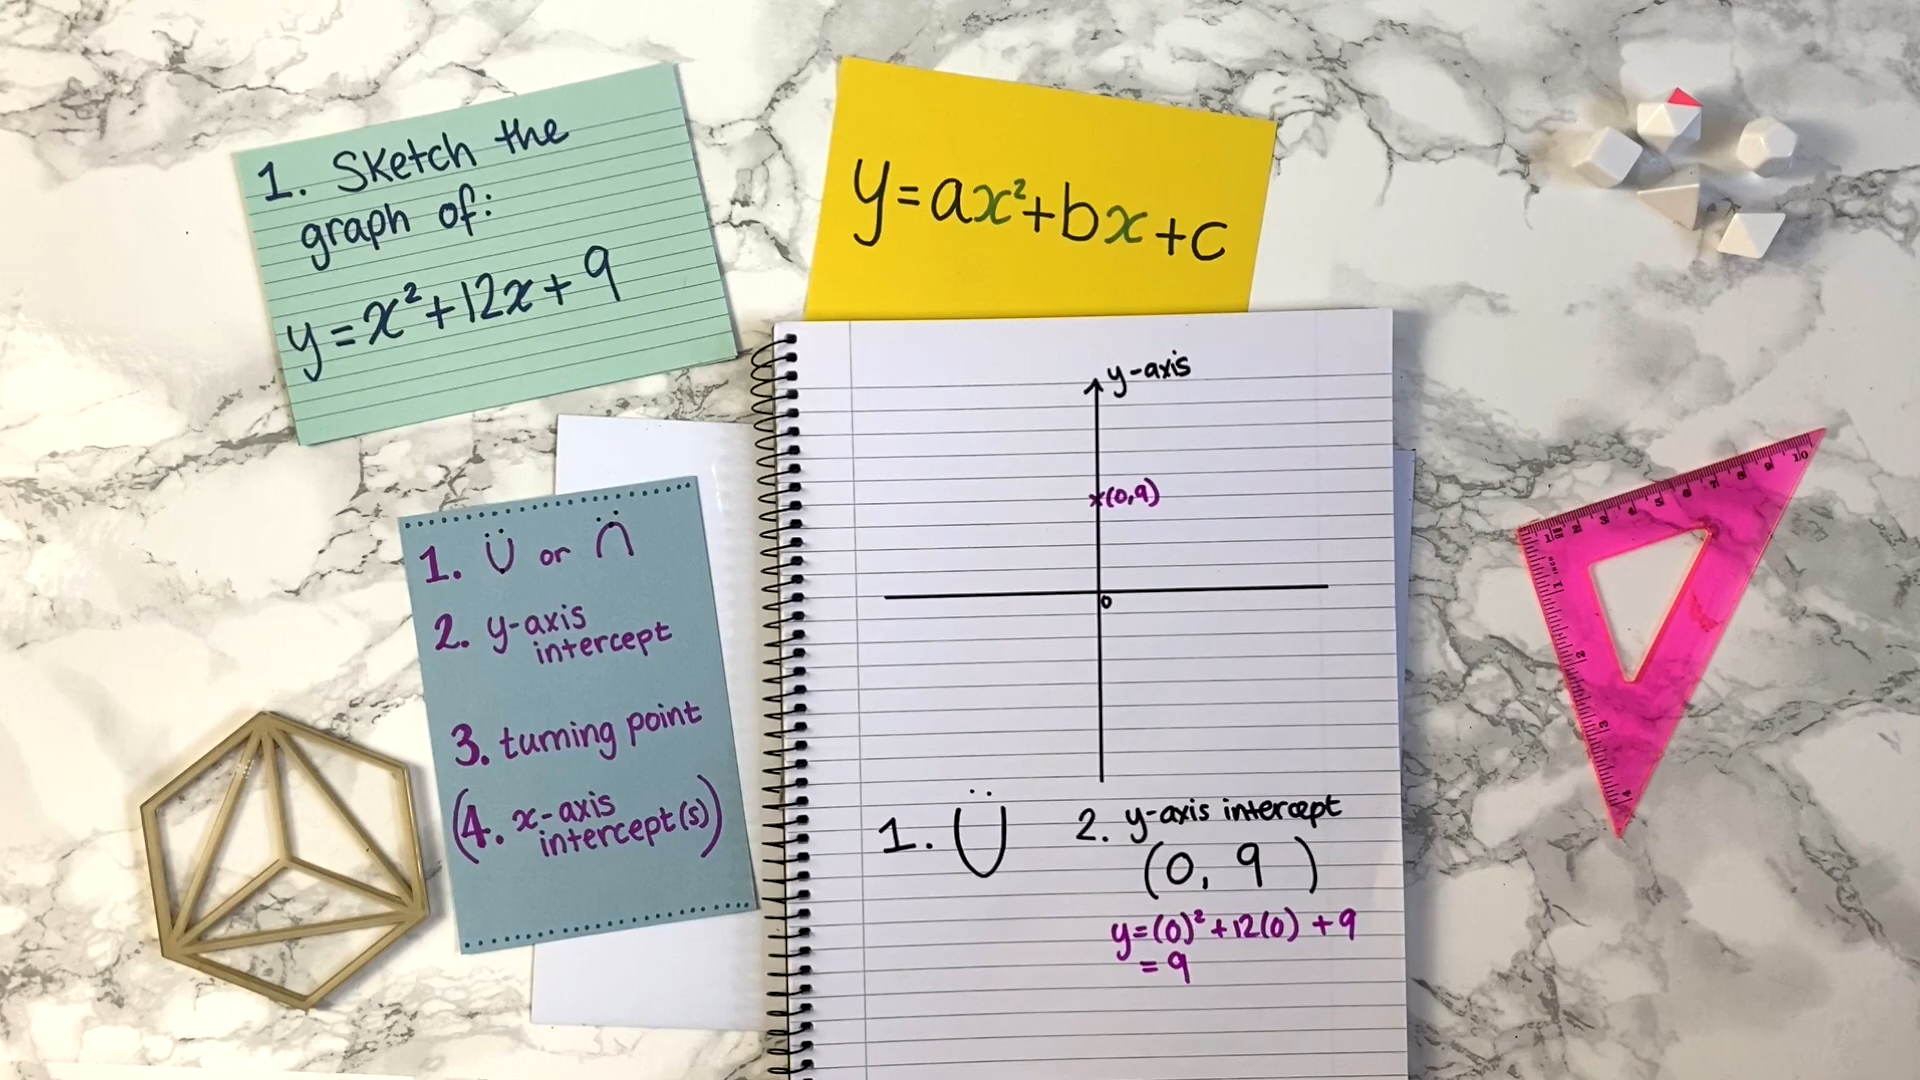 1. Sketch the
graph of:
y=x²+12x+9
y=ax²+bx+c
1. Ü or n̈
2. y-axis
intercept
3. turning point
(4. x-axis
intercept(s))
y-axis
x(0,9)
0
1. Ü
2. y-axis intercept
(0, 9)
y=(0)²+12(0)+9
=9